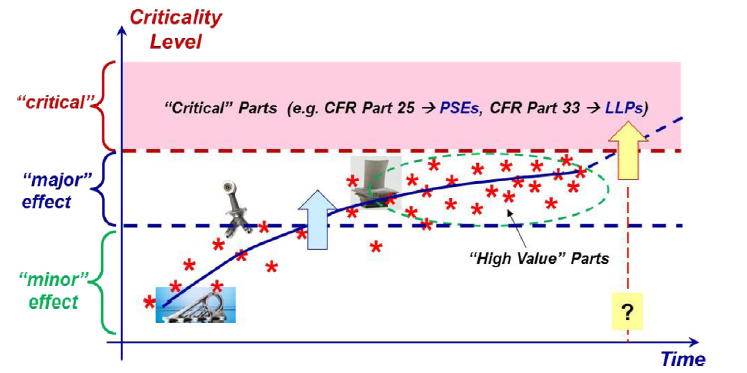 Criticality
Level
“critical”
“Critical” Parts (e.g. CFR Part 25 → PSEs, CFR Part 33 → LLPs)
“major”
effect
“High Value” Parts
“minor”
effect
?
Time